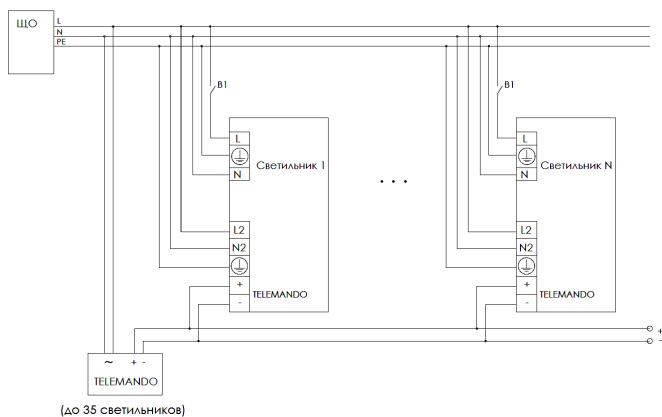 ЩО
L
N
PE
B1
B1
L
Светильник 1
N
L
Светильник N
N
. . .
L2
N2
+
TELEMANDO
-
L2
N2
+
TELEMANDO
-
+
-
~ + -
TELEMANDO
(до 35 светильников)